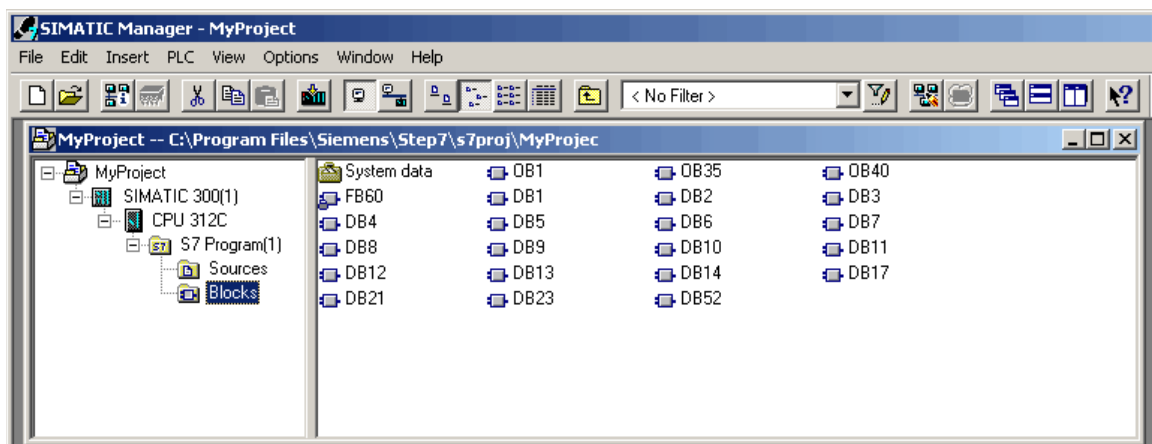 SIMATIC Manager - MyProject
File Edit Insert PLC View Options Window Help
< No Filter >
MyProject -- C:\Program Files\Siemens\Step7\s7proj\MyProjec
MyProject
SIMATIC 300(1)
CPU 312C
S7 Program(1)
Sources
Blocks
System data OB1 OB35 OB40
FB60 DB1 DB2 DB3
DB4 DB5 DB6 DB7
DB8 DB9 DB10 DB11
DB12 DB13 DB14 DB17
DB21 DB23 DB52